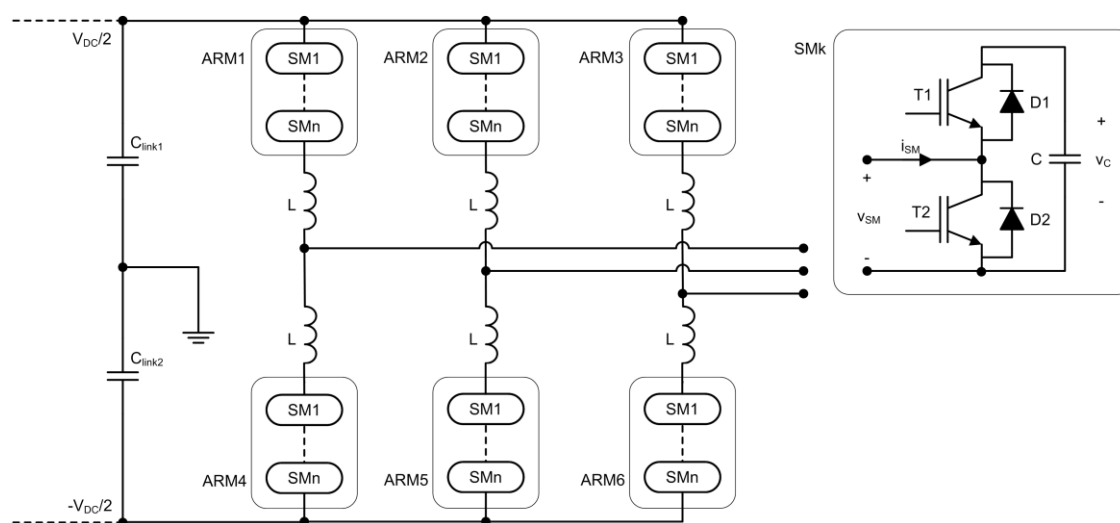 V_DC/2
ARM1
SM1
SMn
ARM2
SM1
SMn
ARM3
SM1
SMn
SMk
T1
D1
+
i_SM
C
v_C
+
-
v_SM
T2
D2
-
C_link1
L
L
L
L
L
L
C_link2
SM1
SMn
ARM4
SM1
SMn
ARM5
SM1
SMn
ARM6
-V_DC/2